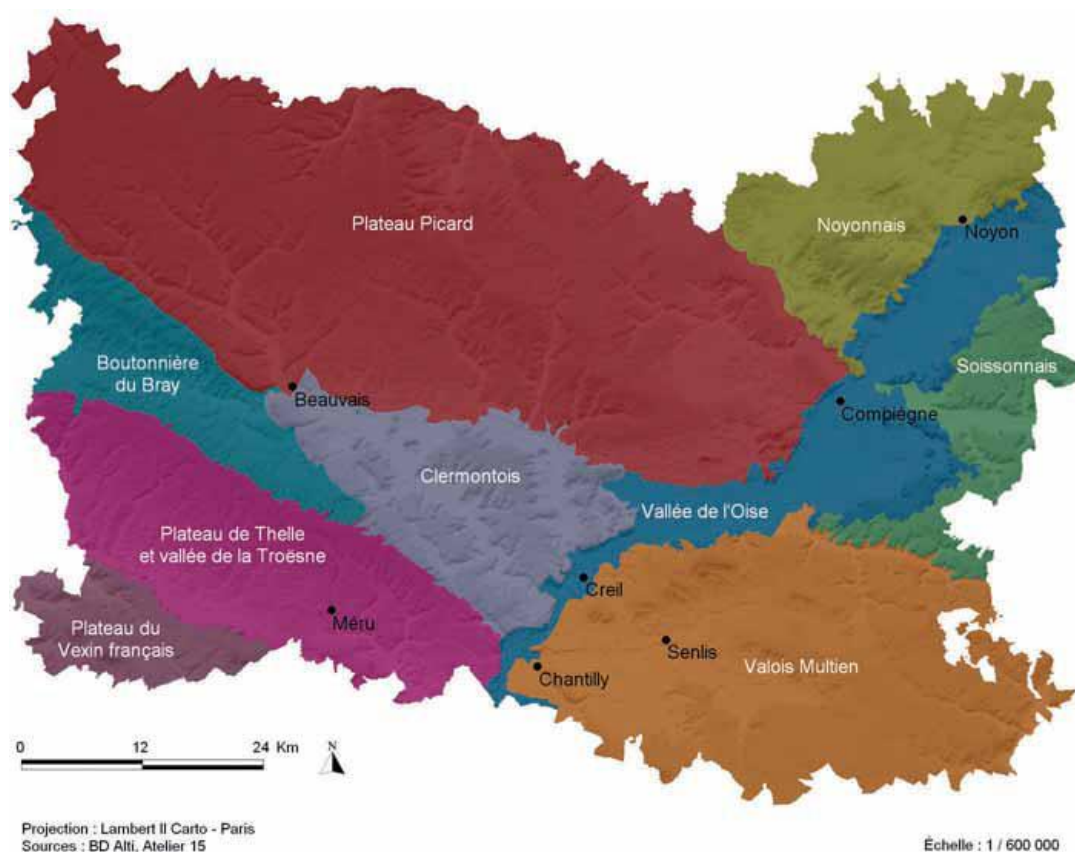 Plateau Picard
Noyonnais
Noyon
Boutonnière
du Bray
Soissonnais
Beauvais
Compiègne
Clermontois
Vallée de l'Oise
Plateau de Thelle
et vallée de la Troësne
Creil
Méru
Plateau du
Vexin français
Senlis
Valois Multien
Chantilly
0 12 24 Km
N
Projection : Lambert II Carto - Paris
Sources : BD Alti, Atelier 15
Échelle : 1 / 600 000